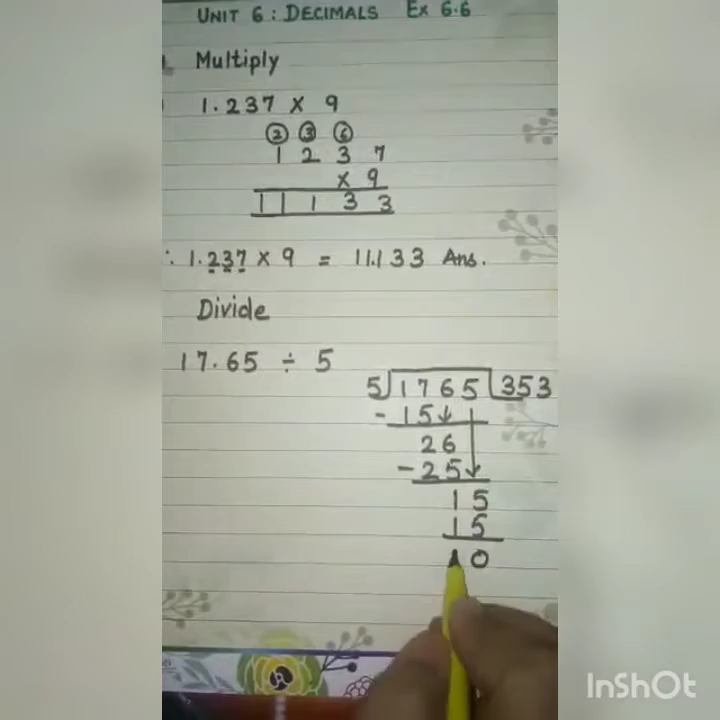 UNIT 6 : DECIMALS Ex 6.6
Multiply
1.237 × 9
② ③ ⑥
1 2 3 7
× 9
1 1 1 3 3
∴ 1.237 × 9 = 11.133 Ans.
Divide
17.65 ÷ 5
5 1765 353
- 15↓
26
- 25↓
15
15
0
InShOt